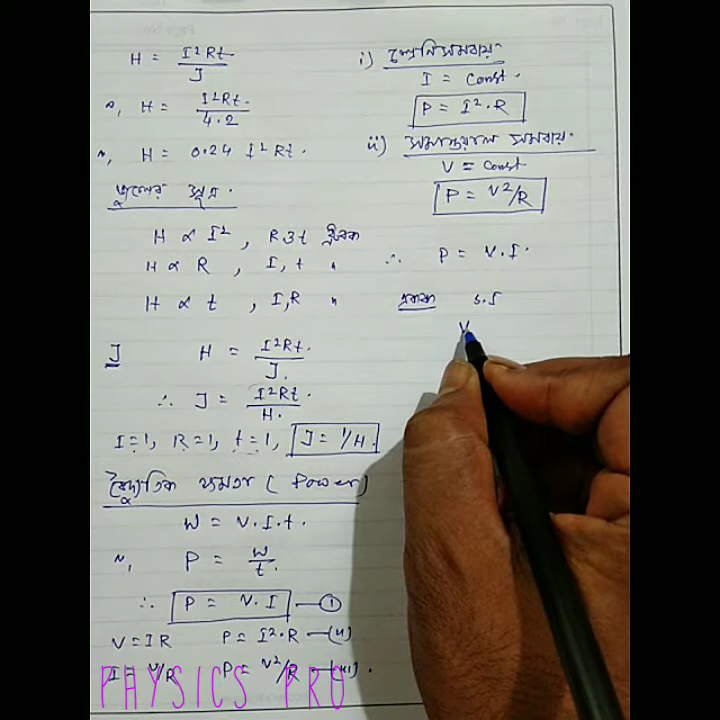 H = I²Rt / J
বা, H = I²Rt. / 4.2
বা, H = 0.24 I²Rt.
জুলের সূত্র.
H ∝ I² , R ও t ধ্রুবক
H ∝ R , I, t "
H ∝ t , I,R "
J H = I²Rt. / J.
∴ J = I²Rt. / H.
I=1, R=1, t=1, J = 1/H.
বৈদ্যুতিক ক্ষমতা ( Power)
W = V.I.t.
বা, P = W / t.
∴ P = V.I —(i)
V = IR P = I².R —(ii)
I = V/R P = V²/R —(iii).
i) শ্রেণি সমবায়.
I = Const.
P = I².R
ii) সমান্তরাল সমবায়.
V = Const
P = V²/R
∴ P = V.I.
একক S.I
V
PHYSICS PRO